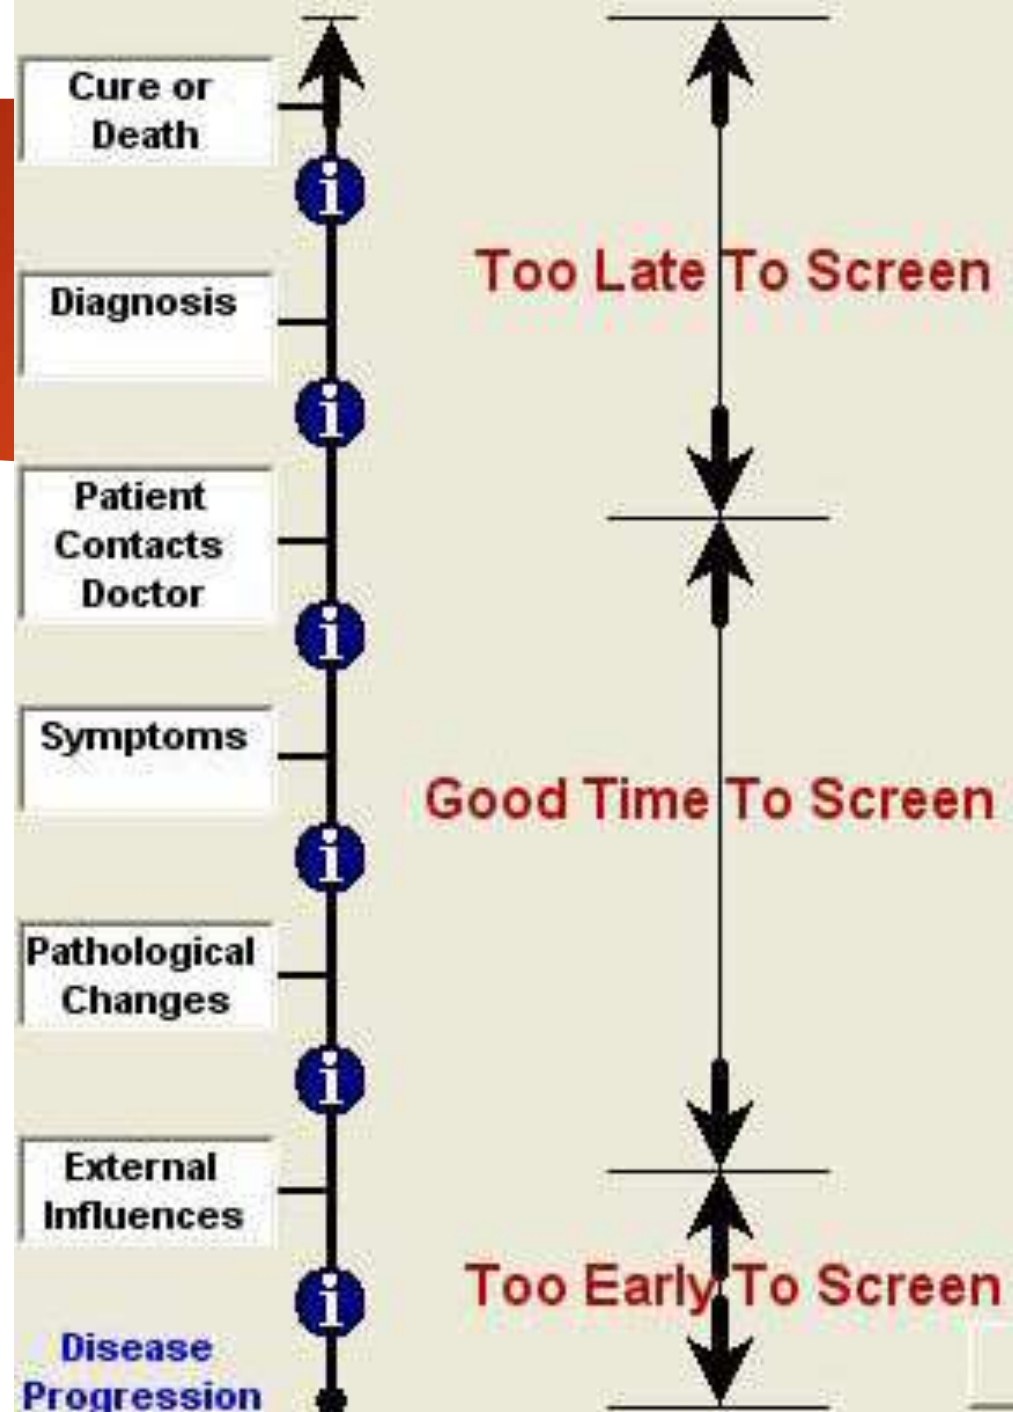 Cure or
Death
i
Too Late To Screen
Diagnosis
i
Patient
Contacts
Doctor
i
Symptoms
Good Time To Screen
i
Pathological
Changes
i
External
Influences
Too Early To Screen
i
Disease
Progression